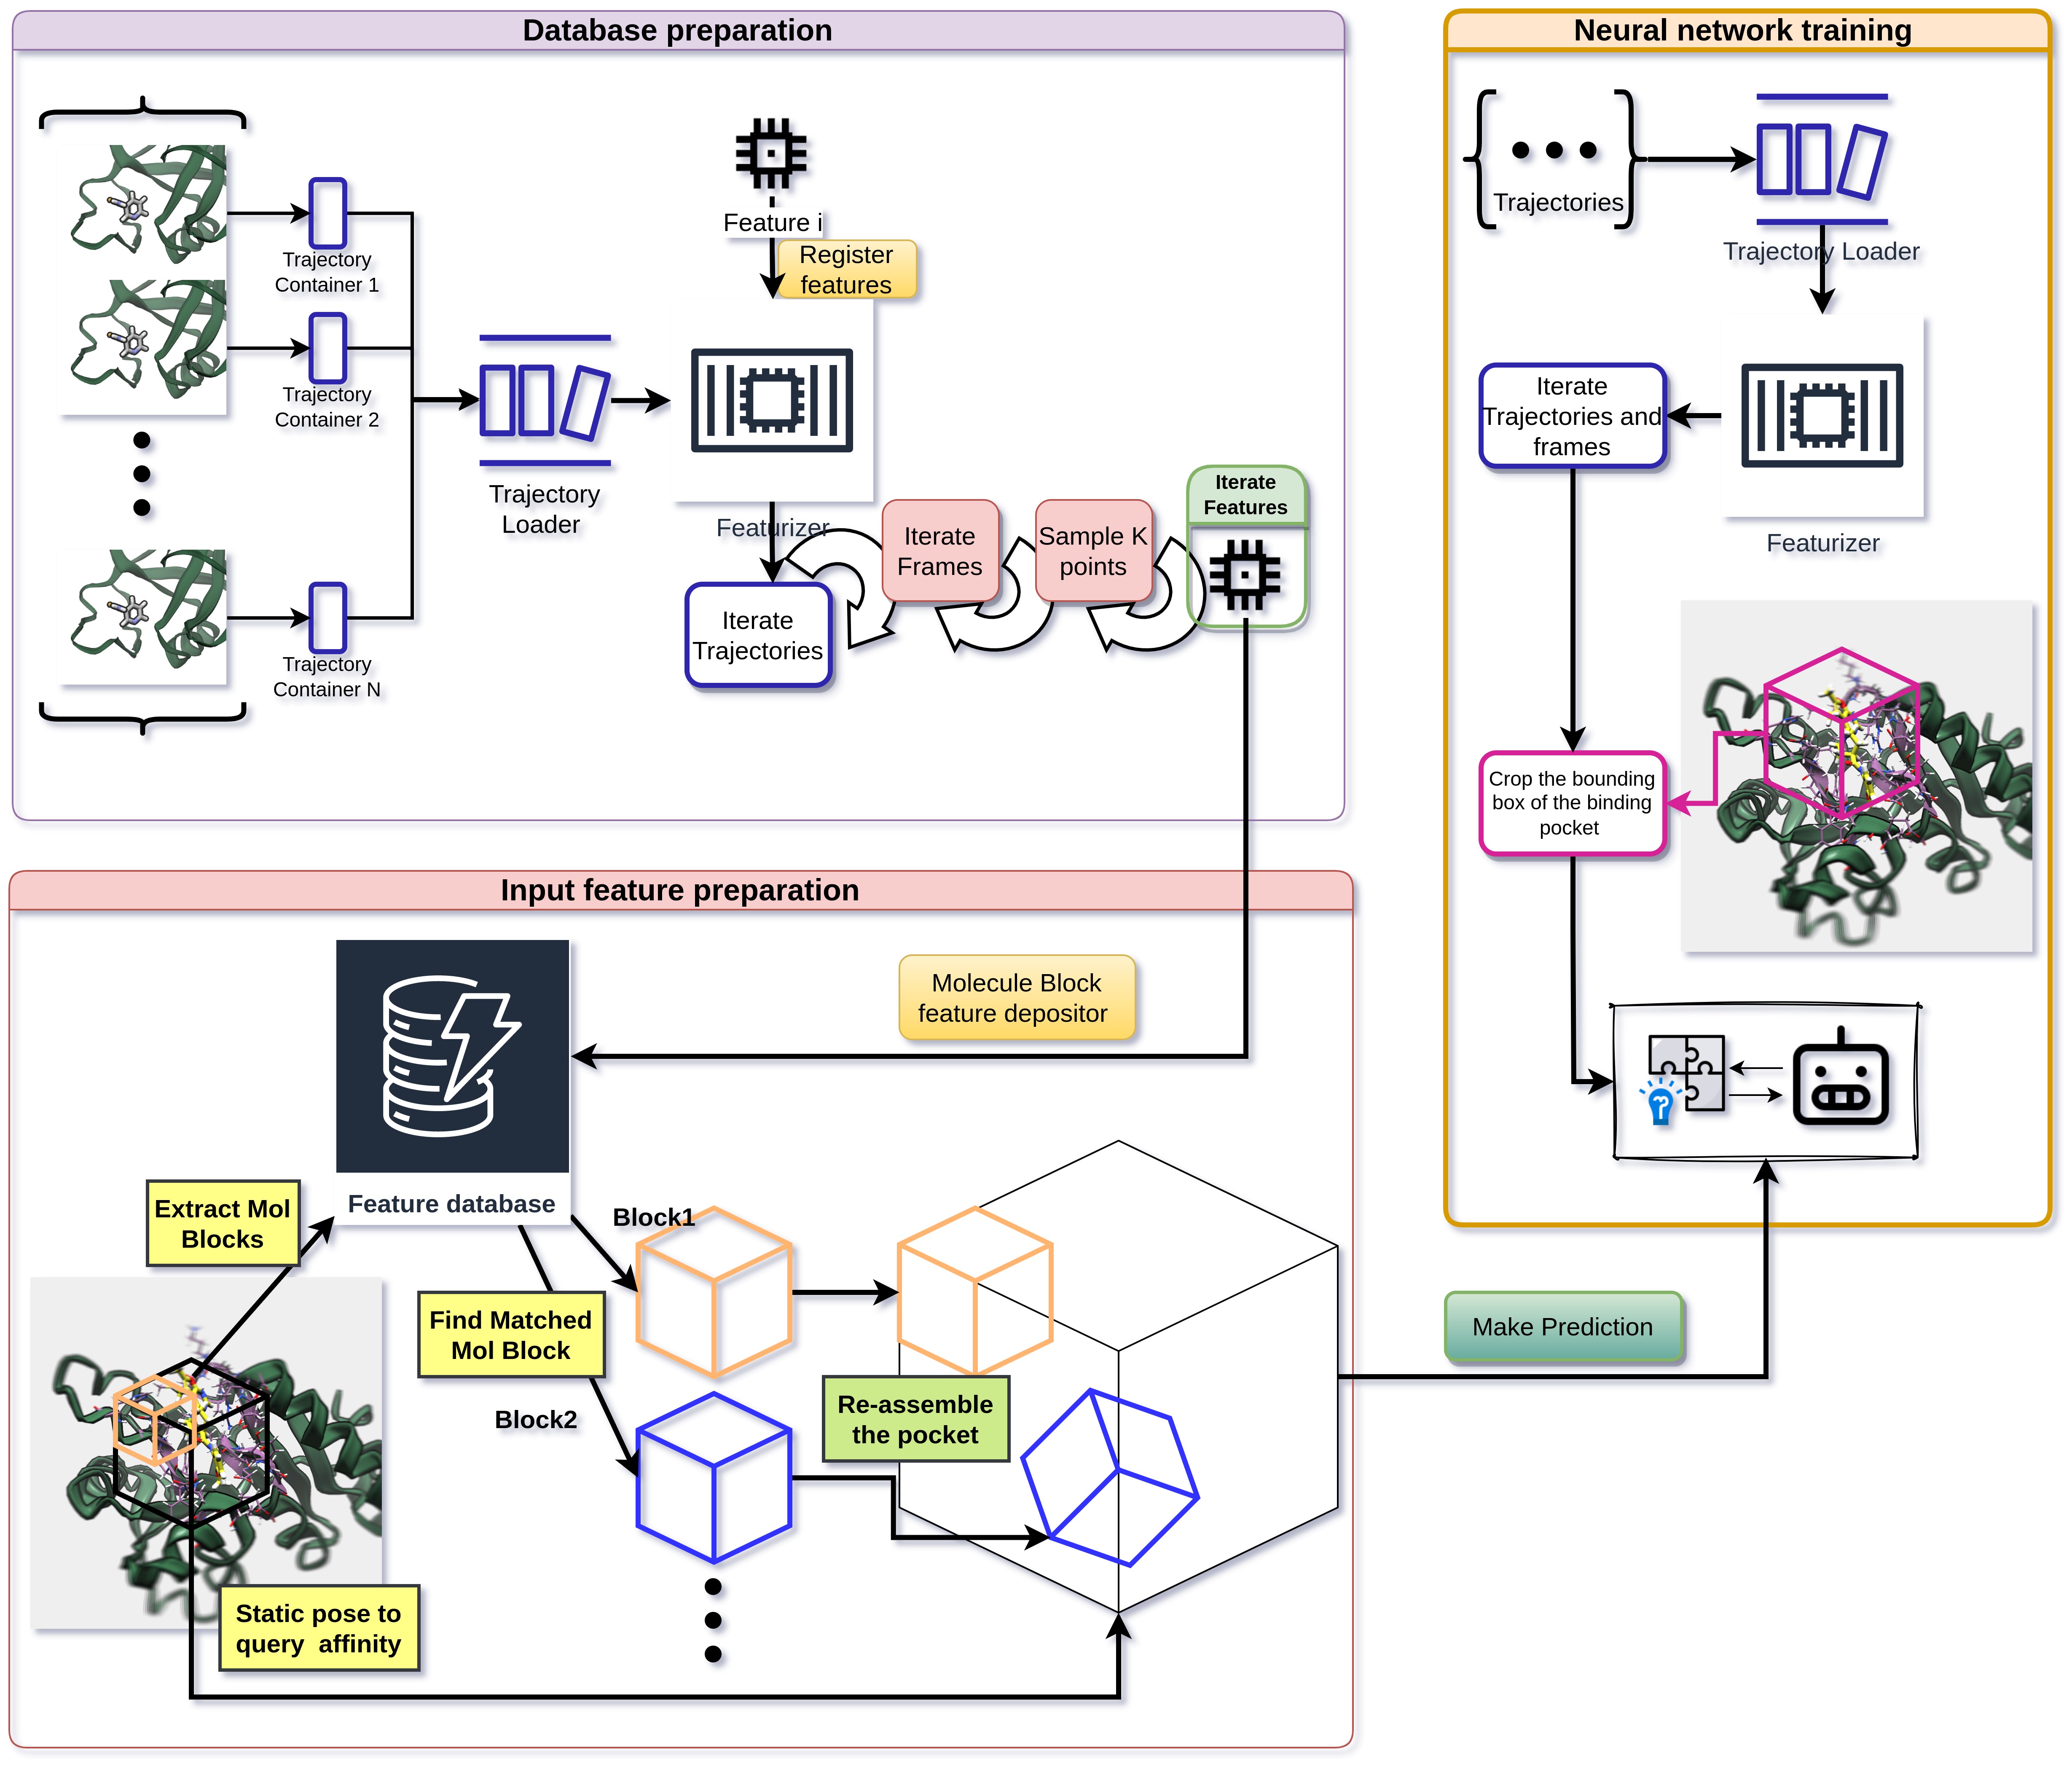 Database preparation
Trajectory
Container 1
Trajectory
Container 2
Trajectory
Container N
Trajectory
Loader
Feature i
Register
features
Featurizer
Iterate
Trajectories
Iterate
Frames
Sample K
points
Iterate
Features
Input feature preparation
Molecule Block
feature depositor
Feature database
Extract Mol
Blocks
Find Matched
Mol Block
Block1
Block2
Re-assemble
the pocket
Static pose to
query  affinity
Neural network training
Trajectories
Trajectory Loader
Iterate
Trajectories and
frames
Featurizer
Crop the bounding
box of the binding
pocket
Make Prediction